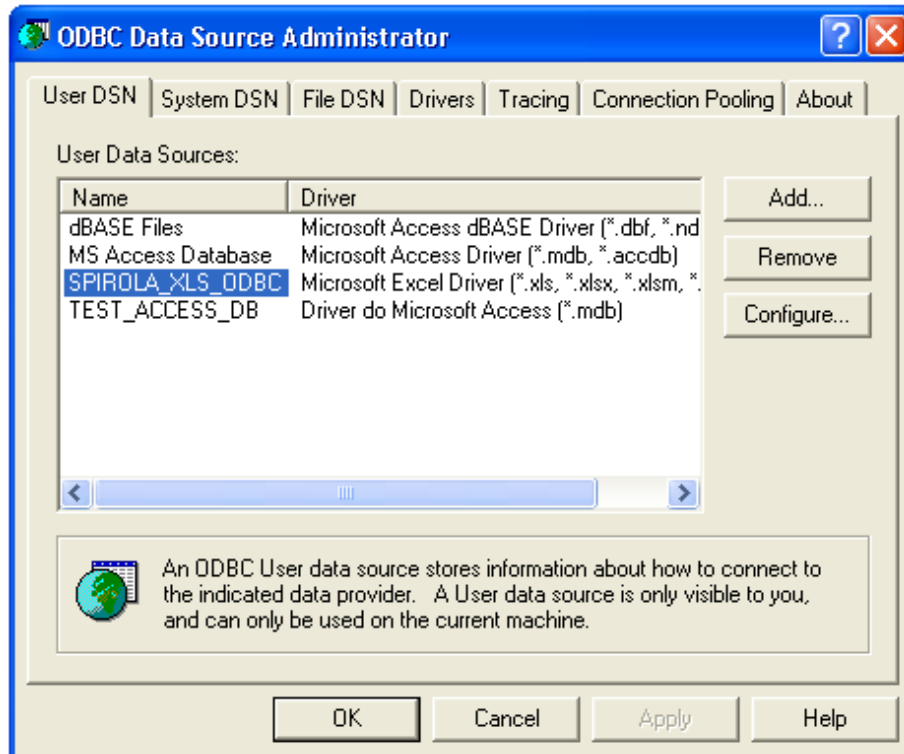 ODBC Data Source Administrator
User DSN System DSN File DSN Drivers Tracing Connection Pooling About
User Data Sources:
Name Driver
dBASE Files Microsoft Access dBASE Driver (*.dbf, *.nd
MS Access Database Microsoft Access Driver (*.mdb, *.accdb)
SPIROLA_XLS_ODBC Microsoft Excel Driver (*.xls, *.xlsx, *.xlsm, *.
TEST_ACCESS_DB Driver do Microsoft Access (*.mdb)
Add...
Remove
Configure...
An ODBC User data source stores information about how to connect to
the indicated data provider. A User data source is only visible to you,
and can only be used on the current machine.
OK Cancel Apply Help